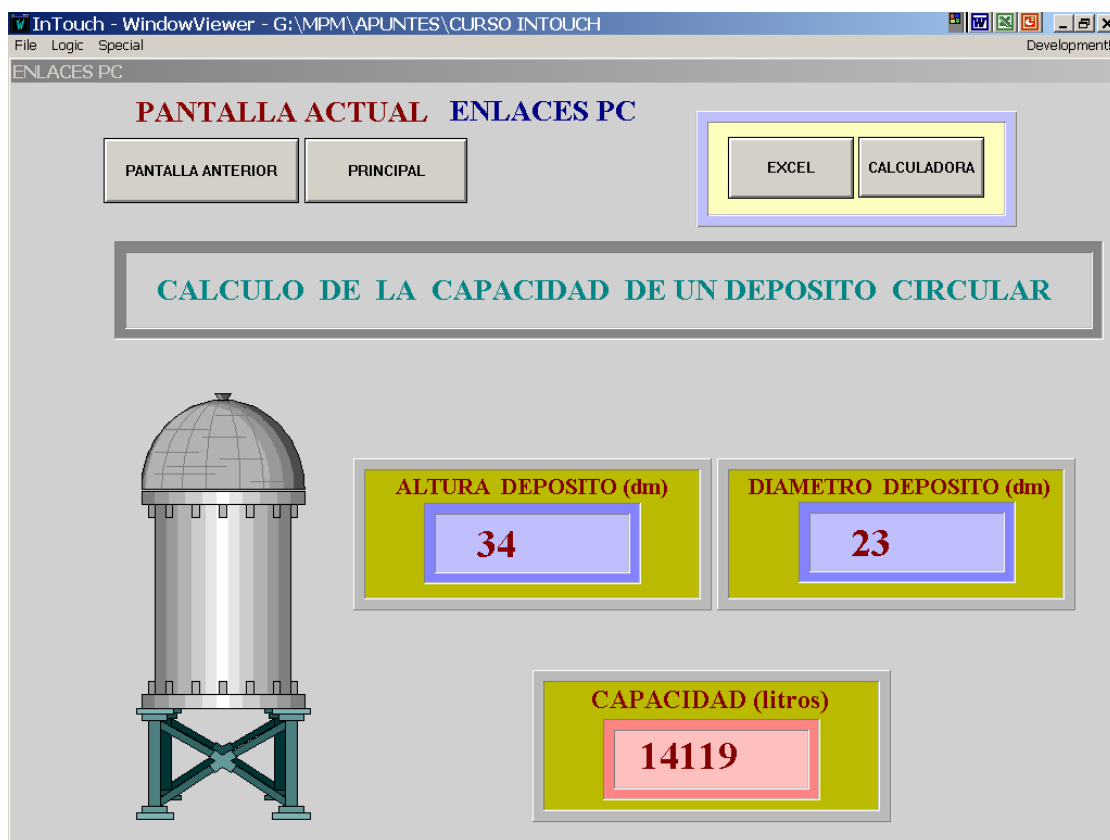 InTouch - WindowViewer - G:\MPM\APUNTES\CURSO INTOUCH
File Logic Special Development!
ENLACES PC
PANTALLA ACTUAL ENLACES PC
PANTALLA ANTERIOR PRINCIPAL
EXCEL CALCULADORA
CALCULO DE LA CAPACIDAD DE UN DEPOSITO CIRCULAR
ALTURA DEPOSITO (dm) DIAMETRO DEPOSITO (dm)
34 23
CAPACIDAD (litros)
14119